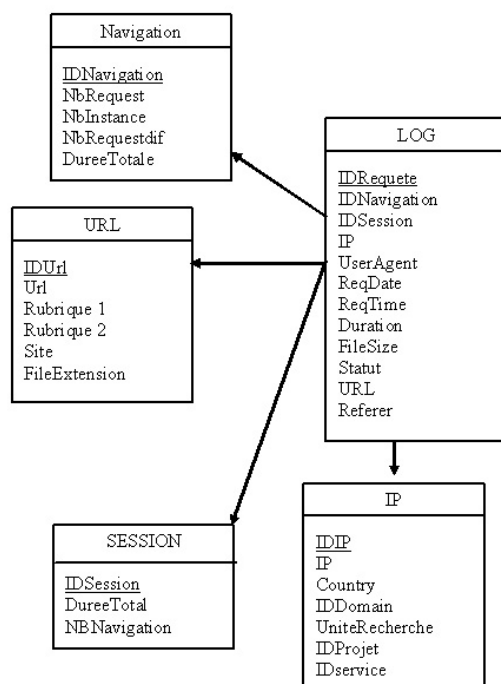 Navigation
IDNavigation
NbRequest
NbInstance
NbRequestdif
DureeTotale
LOG
IDRequete
IDNavigation
IDSession
IP
UserAgent
ReqDate
ReqTime
Duration
FileSize
Statut
URL
Referer
URL
IDUrl
Url
Rubrique 1
Rubrique 2
Site
FileExtension
SESSION
IDSession
DureeTotal
NBNavigation
IP
IDIP
IP
Country
IDDomain
UniteRecherche
IDProjet
IDservice